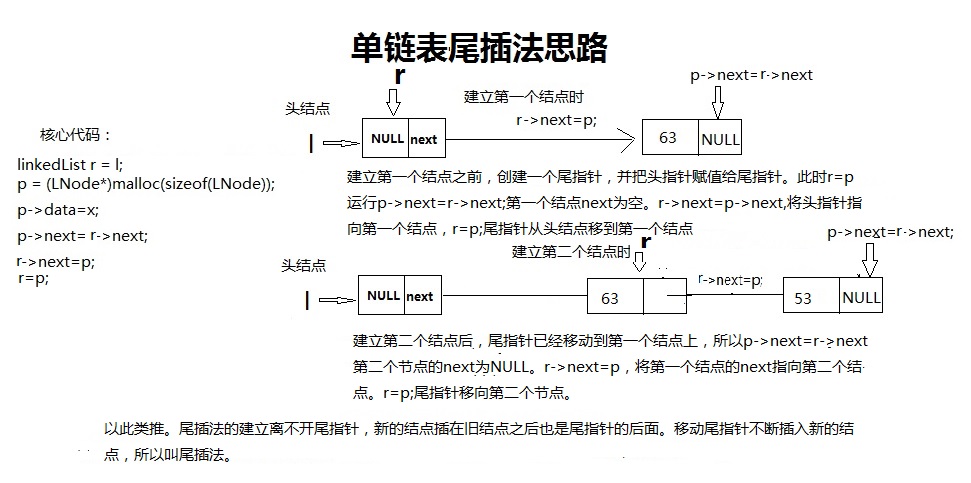 单链表尾插法思路
r
p->next=r->next
建立第一个结点时
头结点
r->next=p;
l
NULL next
63 NULL
核心代码：
linkedList r = l;
p = (LNode*)malloc(sizeof(LNode));
p->data=x;
p->next= r->next;
r->next=p;
r=p;
建立第一个结点之前，创建一个尾指针，并把头指针赋值给尾指针。此时r=p
运行p->next=r->next;第一个结点next为空。r->next=p->next,将头指针指
向第一个结点，r=p;尾指针从头结点移到第一个结点
建立第二个结点时
r
p->next=r->next;
头结点
r->next=p;
l
NULL next
63
53 NULL
建立第二个结点后，尾指针已经移动到第一个结点上，所以p->next=r->next
第二个节点的next为NULL。r->next=p，将第一个结点的next指向第二个结
点。r=p;尾指针移向第二个节点。
以此类推。尾插法的建立离不开尾指针，新的结点插在旧结点之后也是尾指针的后面。移动尾指针不断插入新的结
点，所以叫尾插法。